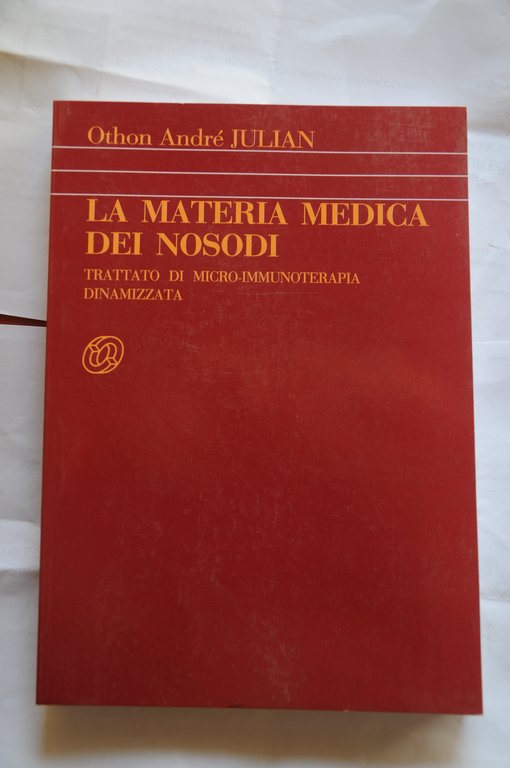 Othon André JULIAN
LA MATERIA MEDICA
DEI NOSODI
TRATTATO DI MICRO-IMMUNOTERAPIA
DINAMIZZATA